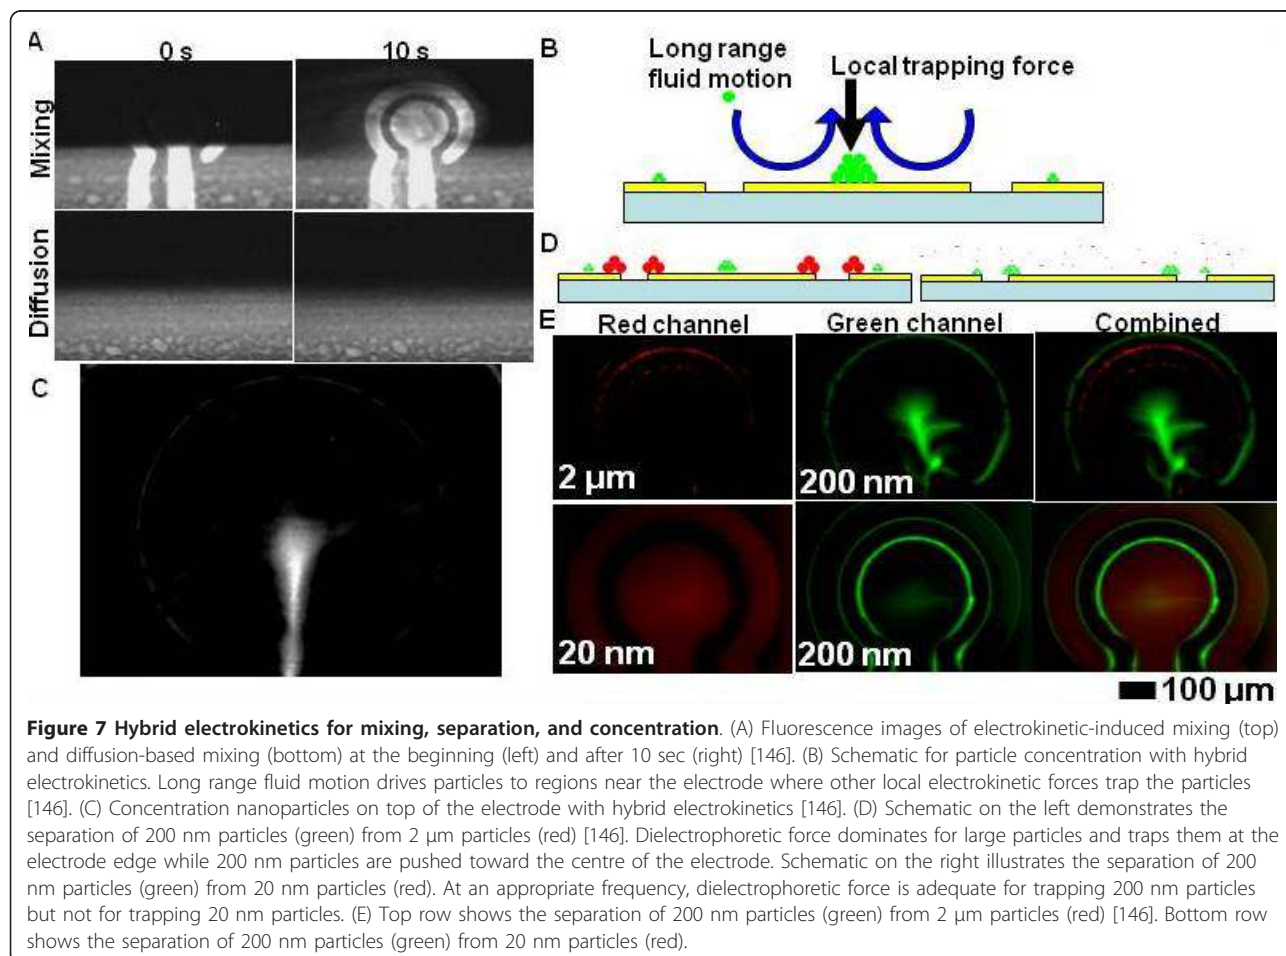 A
0 s
10 s
Mixing
Diffusion
B
Long range
fluid motion
Local trapping force
D
C
E
Red channel
Green channel
Combined
2 µm
200 nm
20 nm
200 nm
100 µm
Figure 7 Hybrid electrokinetics for mixing, separation, and concentration. (A) Fluorescence images of electrokinetic-induced mixing (top)
and diffusion-based mixing (bottom) at the beginning (left) and after 10 sec (right) [146]. (B) Schematic for particle concentration with hybrid
electrokinetics. Long range fluid motion drives particles to regions near the electrode where other local electrokinetic forces trap the particles
[146]. (C) Concentration nanoparticles on top of the electrode with hybrid electrokinetics [146]. (D) Schematic on the left demonstrates the
separation of 200 nm particles (green) from 2 µm particles (red) [146]. Dielectrophoretic force dominates for large particles and traps them at the
electrode edge while 200 nm particles are pushed toward the centre of the electrode. Schematic on the right illustrates the separation of 200
nm particles (green) from 20 nm particles (red). At an appropriate frequency, dielectrophoretic force is adequate for trapping 200 nm particles
but not for trapping 20 nm particles. (E) Top row shows the separation of 200 nm particles (green) from 2 µm particles (red) [146]. Bottom row
shows the separation of 200 nm particles (green) from 20 nm particles (red).